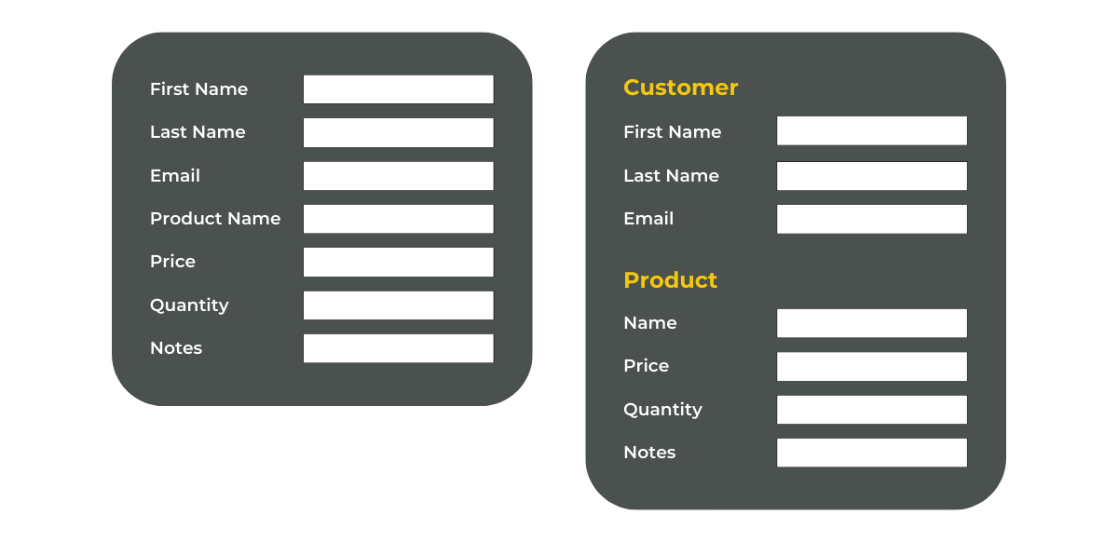 First Name
Last Name
Email
Product Name
Price
Quantity
Notes
Customer
First Name
Last Name
Email
Product
Name
Price
Quantity
Notes